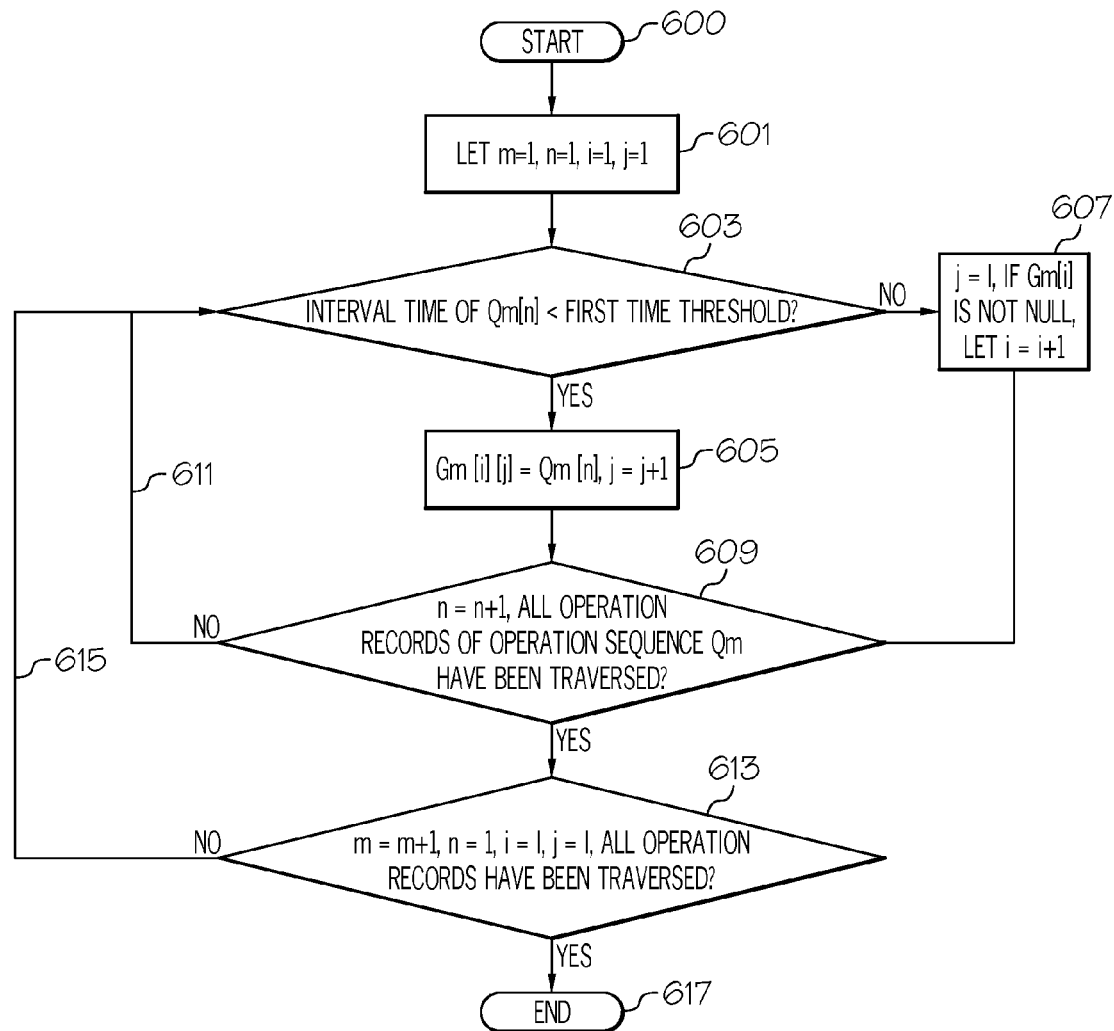 START
600
LET m=1, n=1, i=1, j=1
601
603
INTERVAL TIME OF Qm[n] < FIRST TIME THRESHOLD?
NO
607
j = I, IF Gm[i]
IS NOT NULL,
LET i = i+1
YES
Gm [i] [j] = Qm [n], j = j+1
605
611
609
n = n+1, ALL OPERATION
RECORDS OF OPERATION SEQUENCE Qm
HAVE BEEN TRAVERSED?
NO
615
YES
613
m = m+1, n = 1, i = I, j = I, ALL OPERATION
RECORDS HAVE BEEN TRAVERSED?
NO
YES
END
617